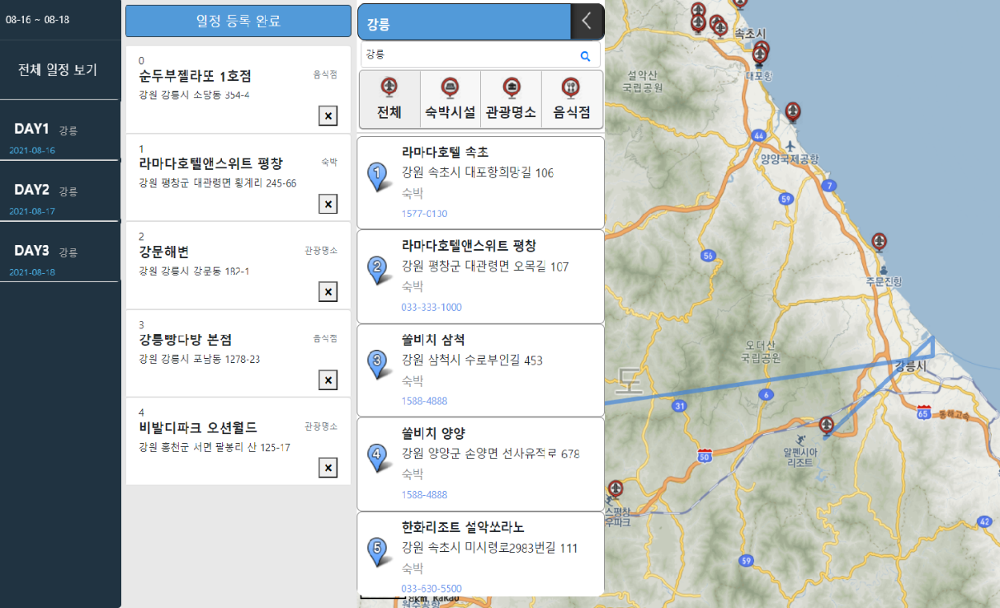 08-16 ~ 08-18
전체 일정 보기
DAY1 강릉
2021-08-16
DAY2 강릉
2021-08-17
DAY3 강릉
2021-08-18
일정 등록 완료
0
순두부젤라또 1호점 음식점
강원 강릉시 소당동 354-4
×
1
라마다호텔앤스위트 평창 숙박
강원 평창군 대관령면 횡계리 245-66
×
2
강문해변 관광명소
강원 강릉시 강문동 182-1
×
3
강릉빵다방 본점 음식점
강원 강릉시 포남동 1278-23
×
4
비발디파크 오션월드 관광명소
강원 홍천군 서면 팔봉리 산 125-17
×
강릉
강릉
전체 숙박시설 관광명소 음식점
1
라마다호텔 속초
강원 속초시 대포항희망길 106
숙박
1577-0130
2
라마다호텔앤스위트 평창
강원 평창군 대관령면 오목길 107
숙박
033-333-1000
3
쏠비치 삼척
강원 삼척시 수로부인길 453
숙박
1588-4888
4
쏠비치 양양
강원 양양군 손양면 선사유적로 678
숙박
1588-4888
5
한화리조트 설악쏘라노
강원 속초시 미시령로2983번길 111
숙박
033-630-5500
8km kakao
원주공항
속초시
설악산
국립공원
대포항
44
양양국제공항
7
59
56
주문진항
오대산
국립공원
강릉시
도
6
31
65
동해고속
50
알펜시아
리조트
스평창
우파크
42
59